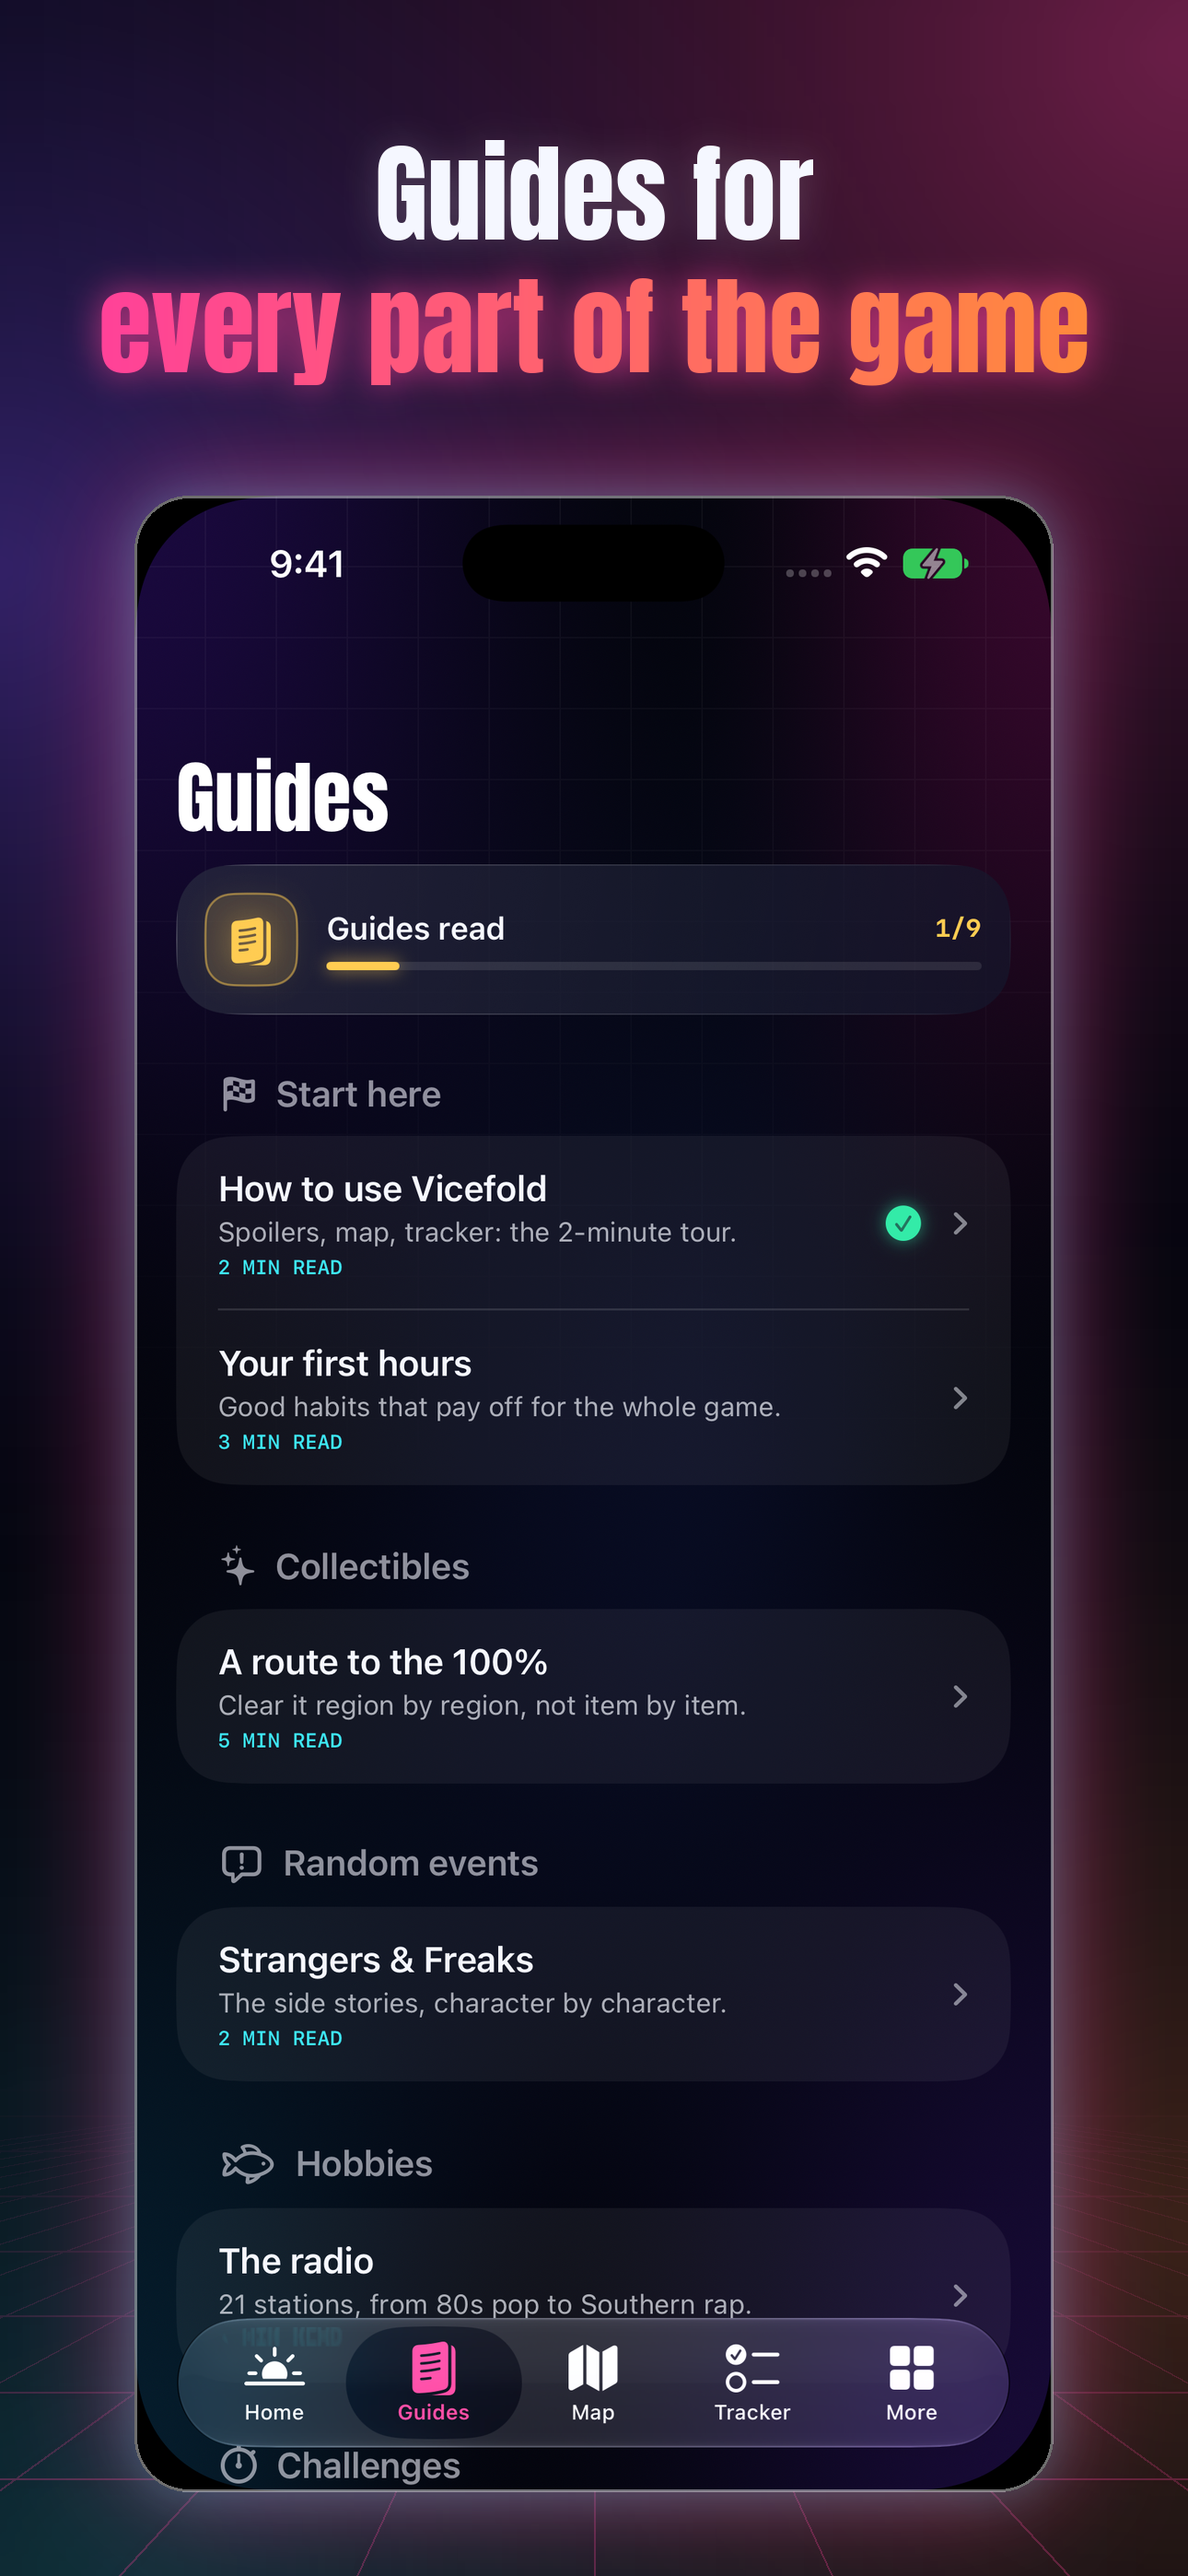 Guides for
every part of the game
9:41
Guides
Guides read
1/9
Start here
How to use Vicefold
Spoilers, map, tracker: the 2-minute tour.
2 MIN READ
Your first hours
Good habits that pay off for the whole game.
3 MIN READ
Collectibles
A route to the 100%
Clear it region by region, not item by item.
5 MIN READ
Random events
Strangers & Freaks
The side stories, character by character.
2 MIN READ
Hobbies
The radio
21 stations, from 80s pop to Southern rap.
Home
Guides
Map
Tracker
More
Challenges